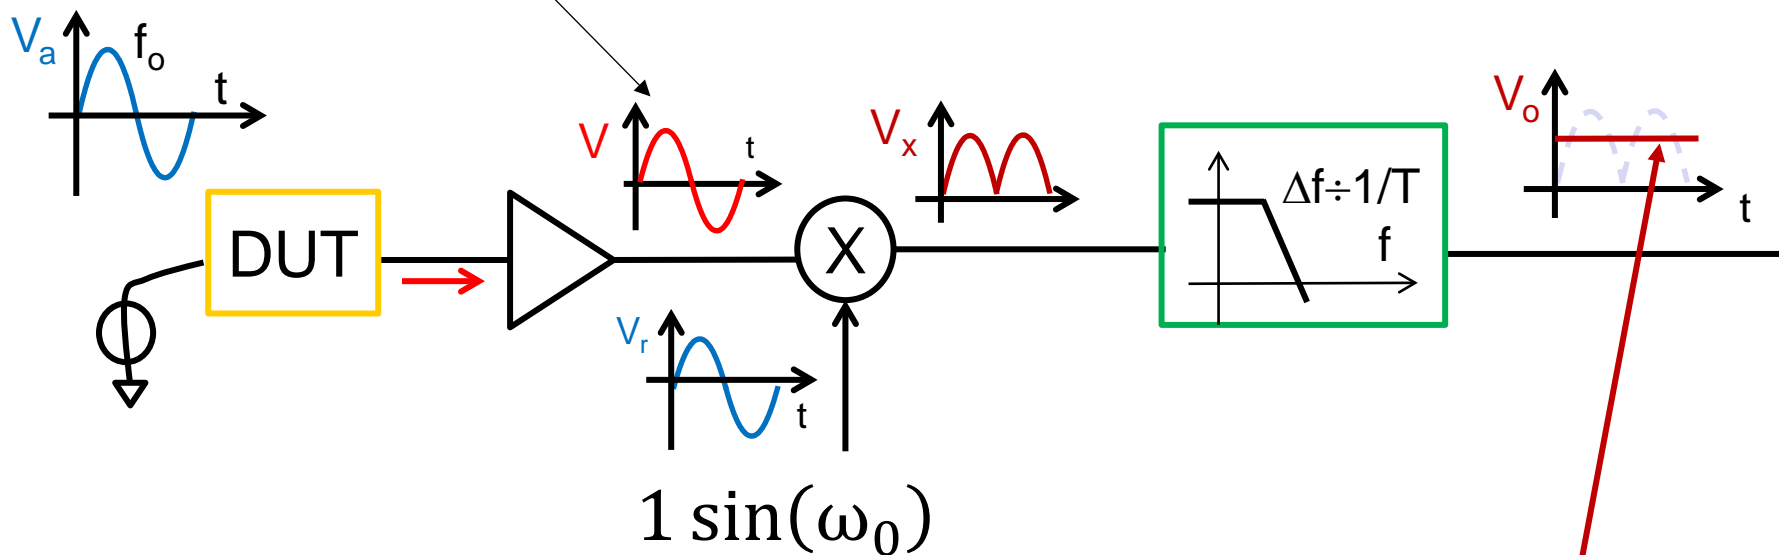 Vₐ
fₒ
t
V
t
Vₓ
Vₒ
t
Δf÷1/T
f
DUT
X
Vᵣ
t
1 sin(ω₀)